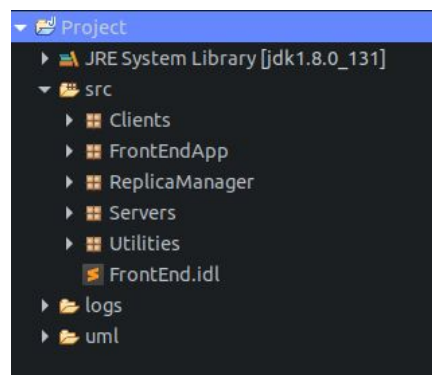 Project
JRE System Library [jdk1.8.0_131]
src
Clients
FrontEndApp
ReplicaManager
Servers
Utilities
FrontEnd.idl
logs
uml